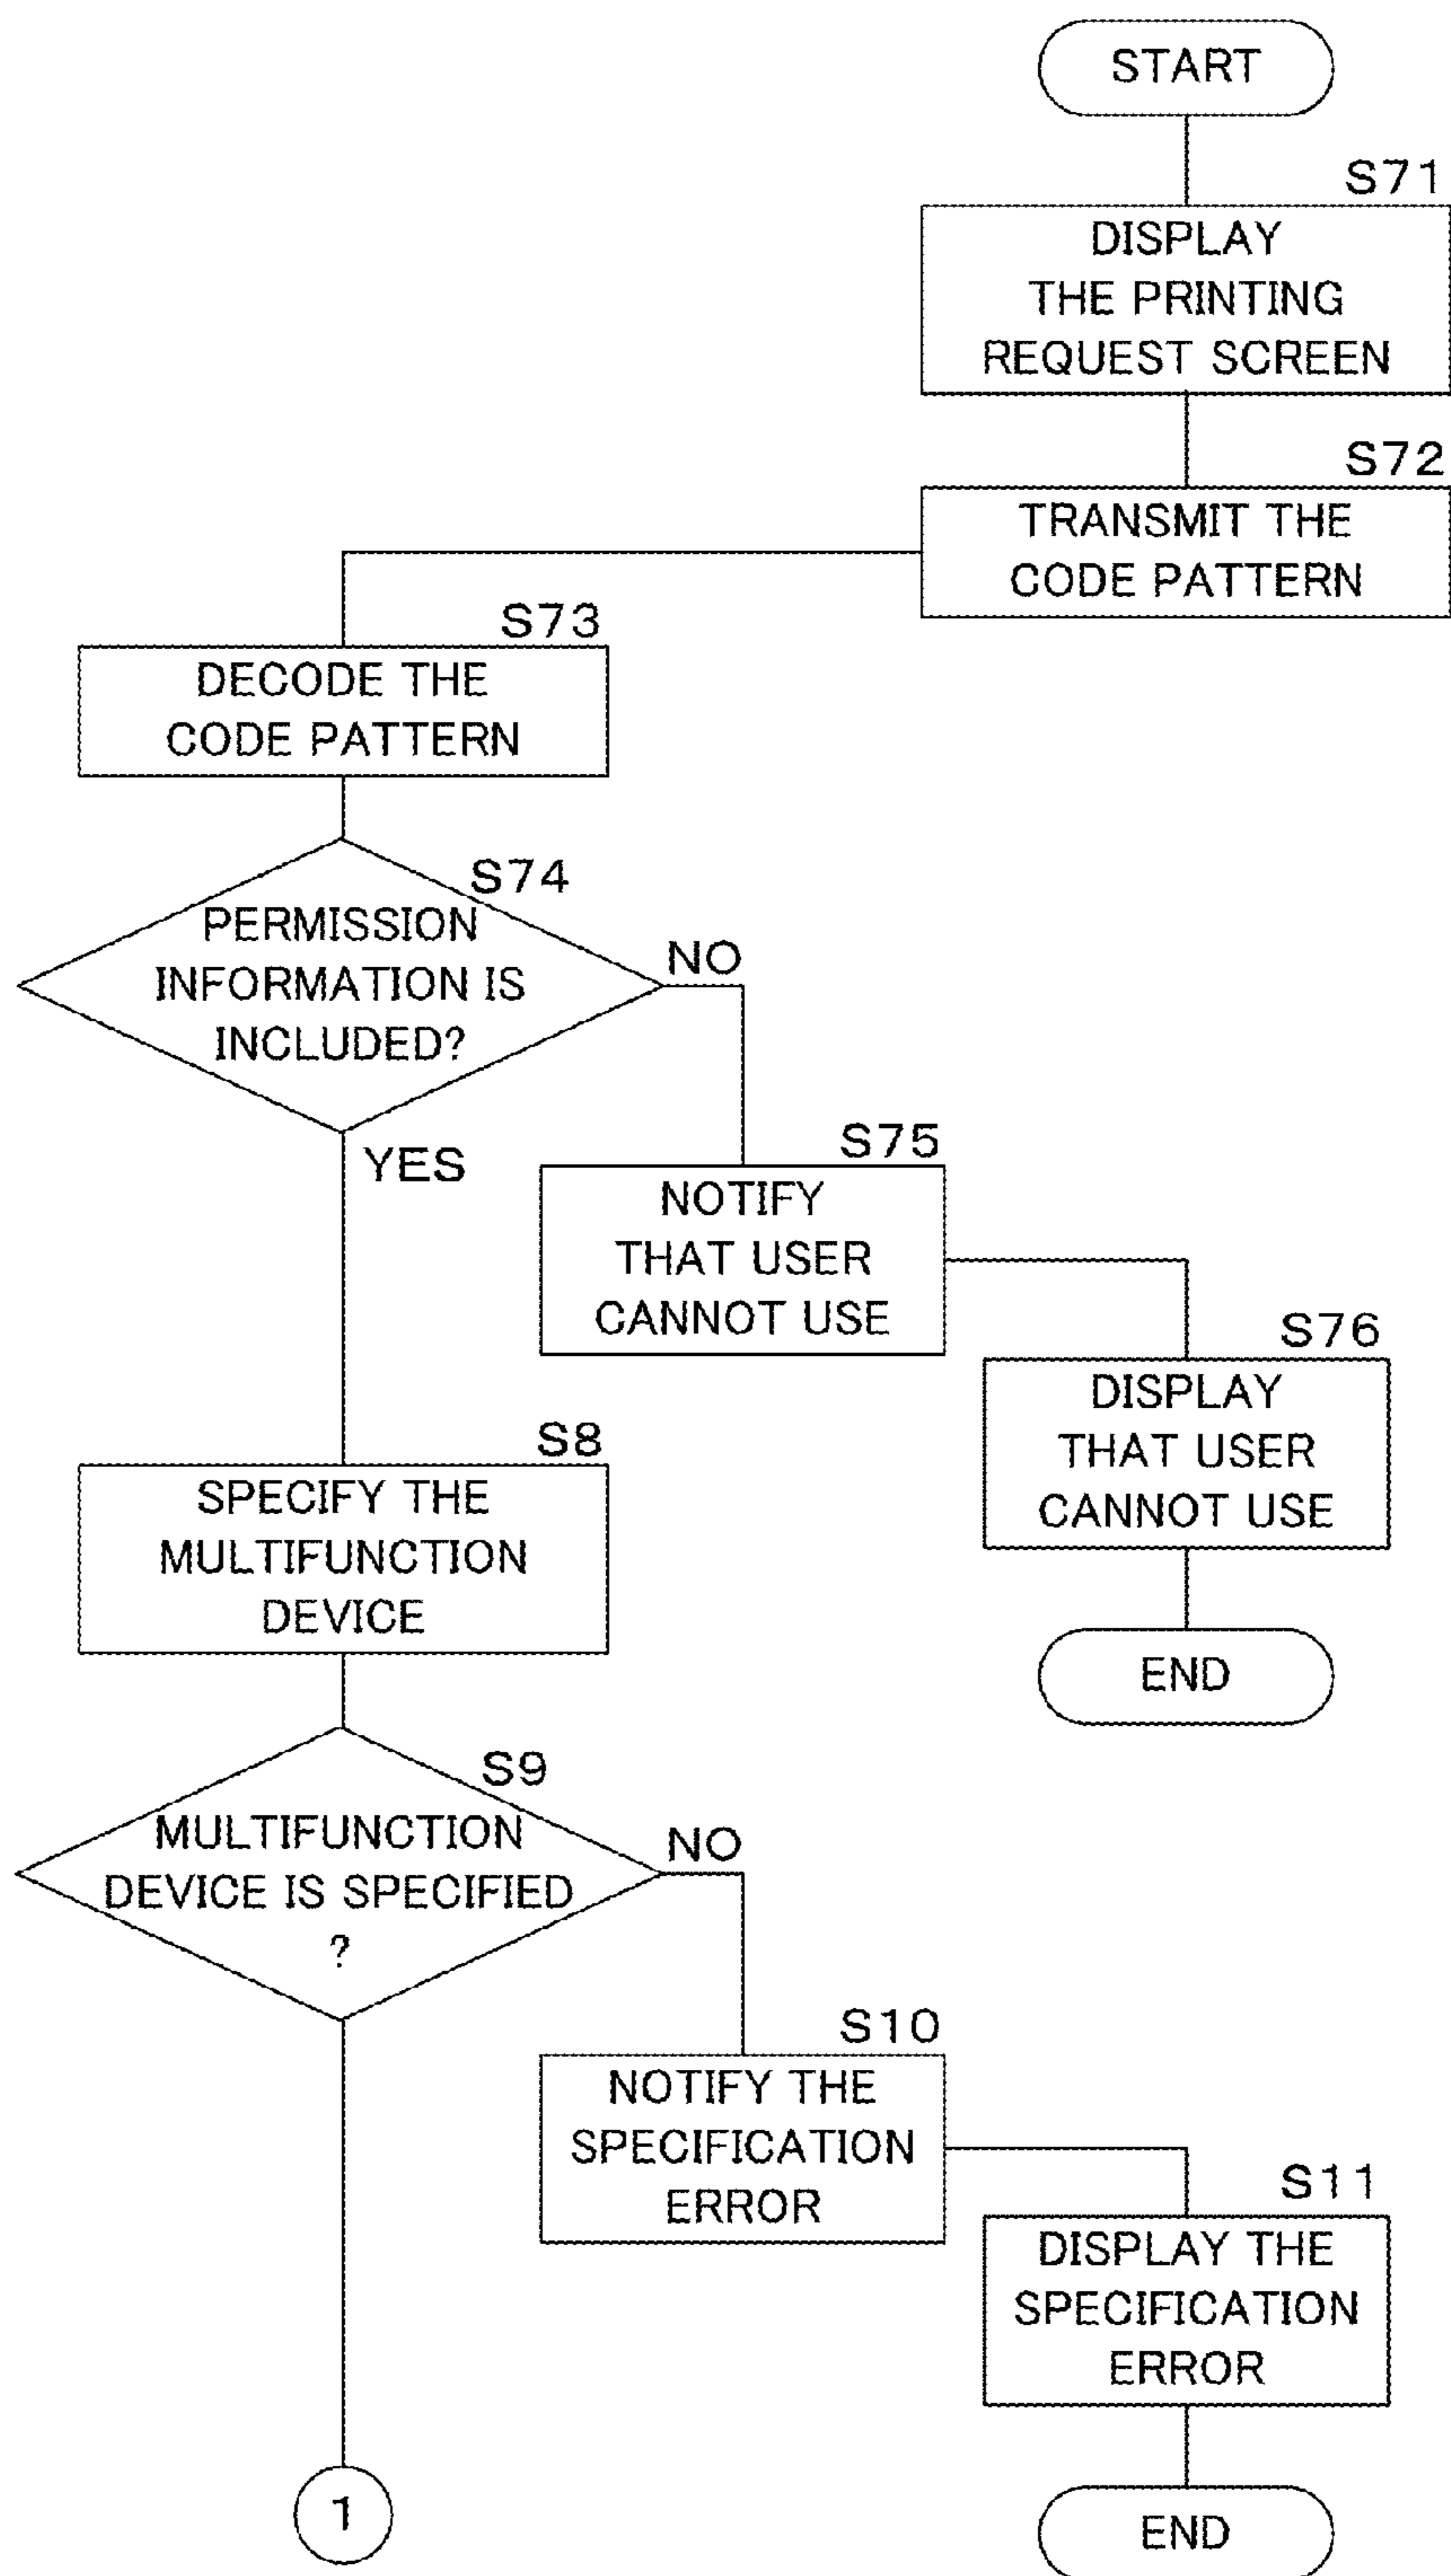 START
S71
DISPLAY
THE PRINTING
REQUEST SCREEN
S72
TRANSMIT THE
CODE PATTERN
S73
DECODE THE
CODE PATTERN
S74
PERMISSION
INFORMATION IS
INCLUDED?
NO
YES
S75
NOTIFY
THAT USER
CANNOT USE
S76
DISPLAY
THAT USER
CANNOT USE
END
S8
SPECIFY THE
MULTIFUNCTION
DEVICE
S9
MULTIFUNCTION
DEVICE IS SPECIFIED
?
NO
S10
NOTIFY THE
SPECIFICATION
ERROR
S11
DISPLAY THE
SPECIFICATION
ERROR
END
1